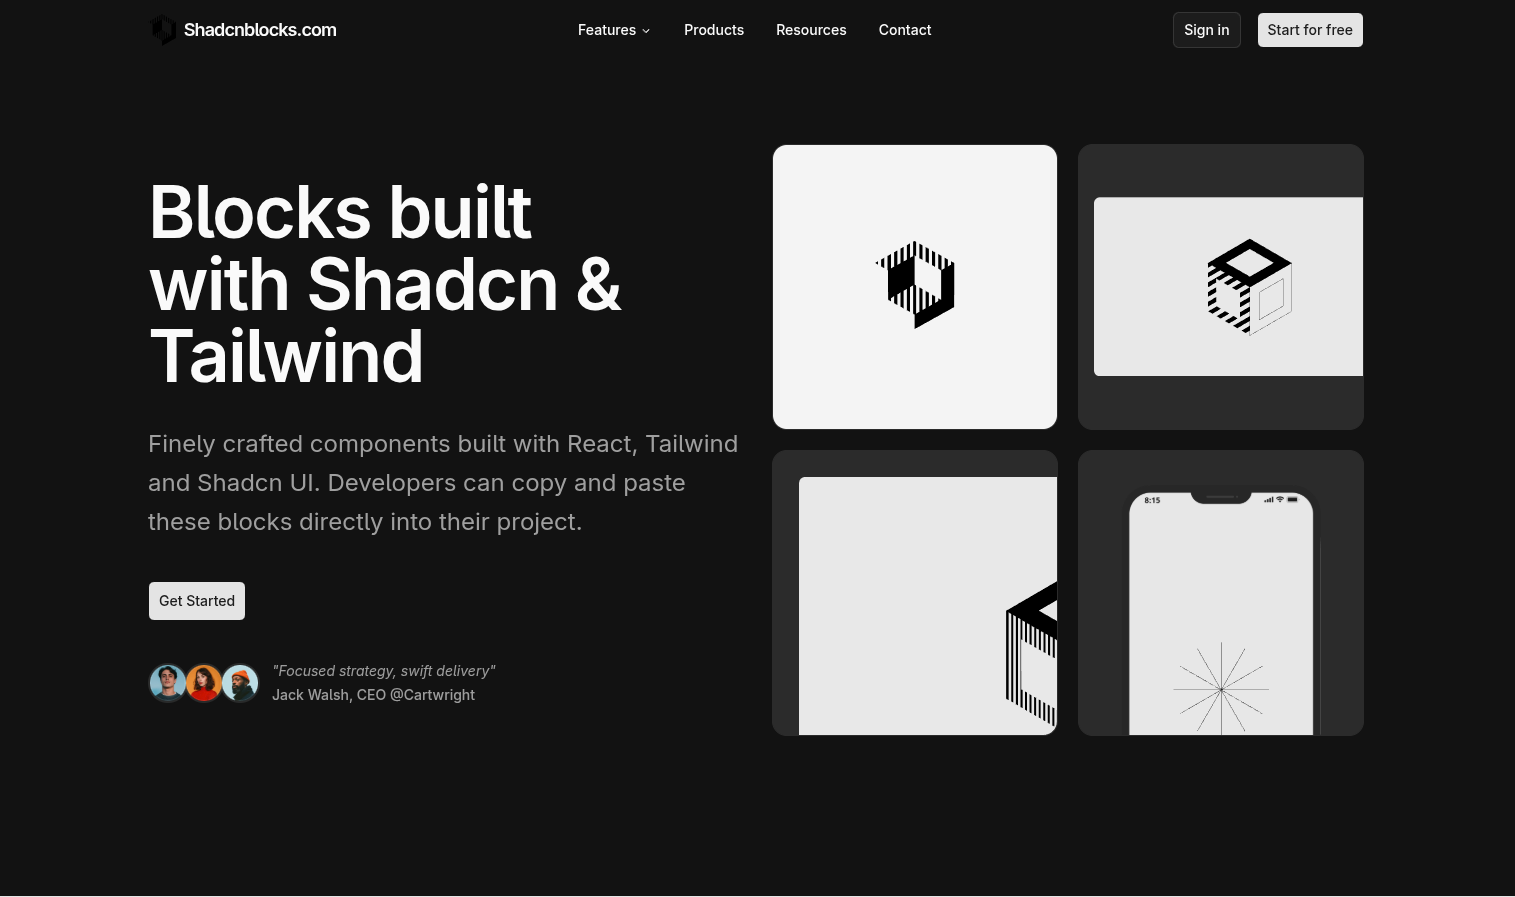 Shadcnblocks.com
Features
Products
Resources
Contact
Sign in
Start for free
Blocks built
with Shadcn &
Tailwind
Finely crafted components built with React, Tailwind
and Shadcn UI. Developers can copy and paste
these blocks directly into their project.
Get Started
"Focused strategy, swift delivery"
Jack Walsh, CEO @Cartwright
8:15